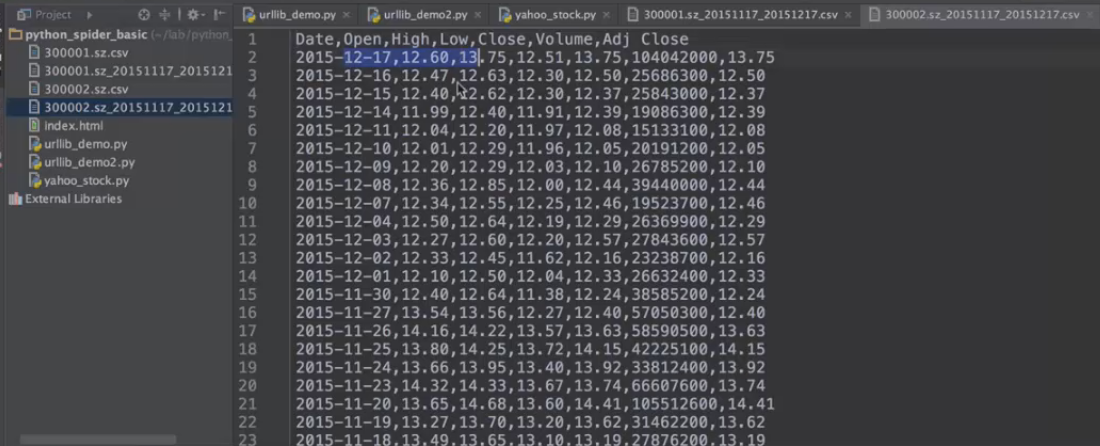 Project
urllib_demo.py
urllib_demo2.py
yahoo_stock.py
300001.sz_20151117_20151217.csv
300002.sz_20151117_20151217.csv
python_spider_basic (~/lab/python_
300001.sz.csv
300001.sz_20151117_2015121
300002.sz.csv
300002.sz_20151117_2015121
index.html
urllib_demo.py
urllib_demo2.py
yahoo_stock.py
External Libraries
1 Date,Open,High,Low,Close,Volume,Adj Close
2 2015-12-17,12.60,13.75,12.51,13.75,104042000,13.75
3 2015-12-16,12.47,12.63,12.30,12.50,25686300,12.50
4 2015-12-15,12.40,12.62,12.30,12.37,25843000,12.37
5 2015-12-14,11.99,12.40,11.91,12.39,19086300,12.39
6 2015-12-11,12.04,12.20,11.97,12.08,15133100,12.08
7 2015-12-10,12.01,12.29,11.96,12.05,20191200,12.05
8 2015-12-09,12.20,12.29,12.03,12.10,26785200,12.10
9 2015-12-08,12.36,12.85,12.00,12.44,39440000,12.44
10 2015-12-07,12.34,12.55,12.25,12.46,19523700,12.46
11 2015-12-04,12.50,12.64,12.19,12.29,26369900,12.29
12 2015-12-03,12.27,12.60,12.20,12.57,27843600,12.57
13 2015-12-02,12.33,12.45,11.62,12.16,23238700,12.16
14 2015-12-01,12.10,12.50,12.04,12.33,26632400,12.33
15 2015-11-30,12.40,12.64,11.38,12.24,38585200,12.24
16 2015-11-27,13.54,13.56,12.27,12.40,57050300,12.40
17 2015-11-26,14.16,14.22,13.57,13.63,58590500,13.63
18 2015-11-25,13.80,14.25,13.72,14.15,42225100,14.15
19 2015-11-24,13.66,13.95,13.40,13.92,33812400,13.92
20 2015-11-23,14.32,14.33,13.67,13.74,66607600,13.74
21 2015-11-20,13.65,14.68,13.60,14.41,105512600,14.41
22 2015-11-19,13.27,13.70,13.20,13.62,31462200,13.62
23 2015-11-18,13.49,13.65,13.10,13.19,27876200,13.19